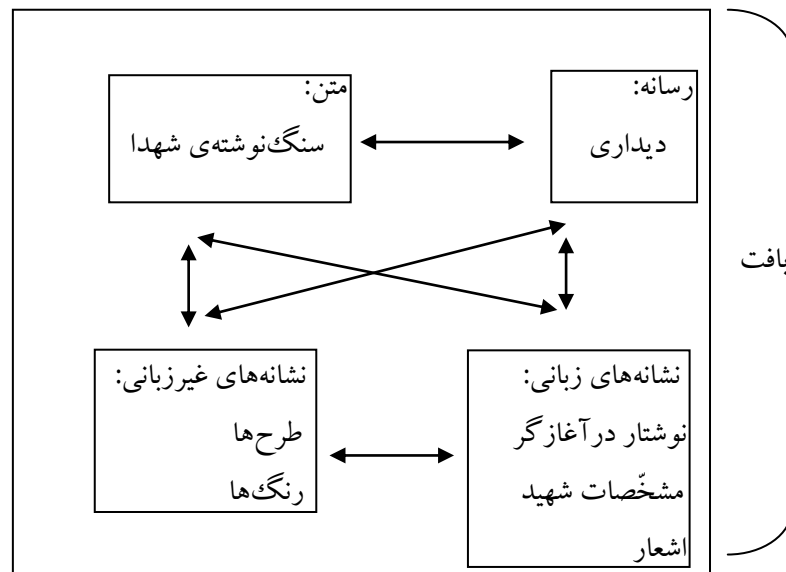 رسانه:
دیداری
متن:
سنگ‌نوشته‌ی شهدا
بافت
نشانه‌های زبانی:
نوشتار درآغازگر
مشخّصات شهید
اشعار
نشانه‌های غیرزبانی:
طرح‌ها
رنگ‌ها